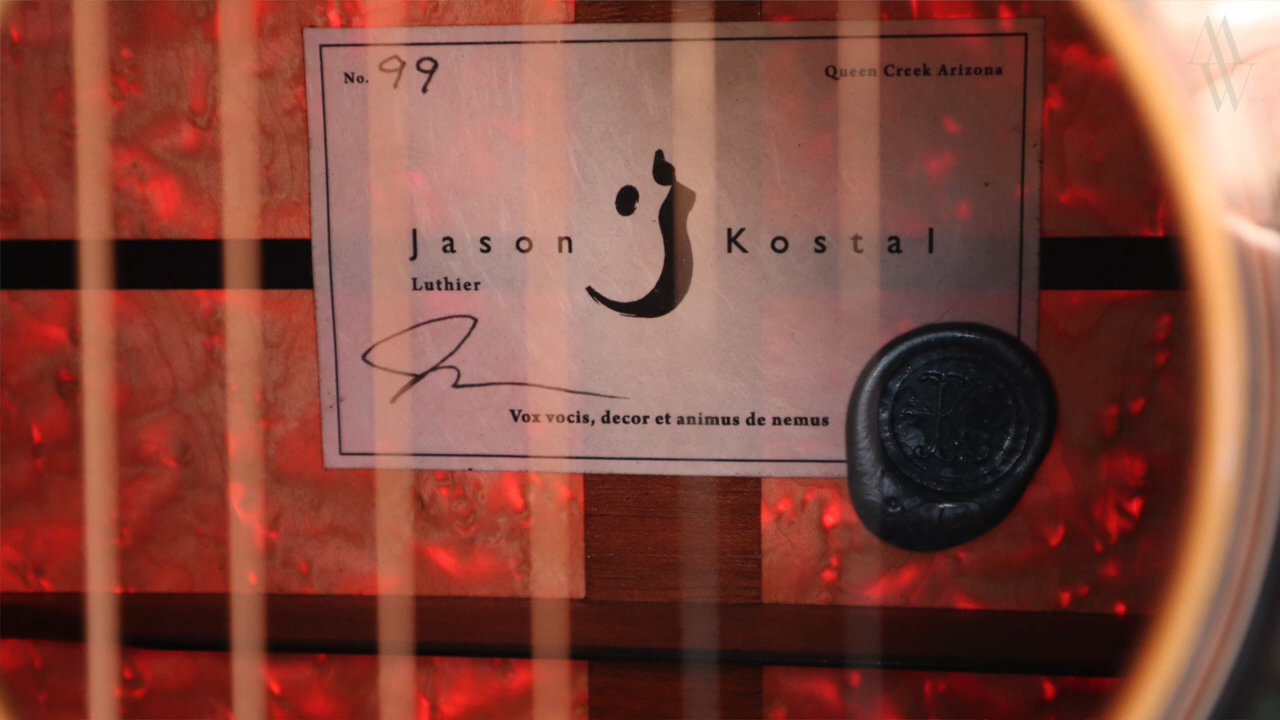 No. 99
Queen Creek Arizona
Jason Kostal
Luthier
Vox vocis, decor et animus de nemus